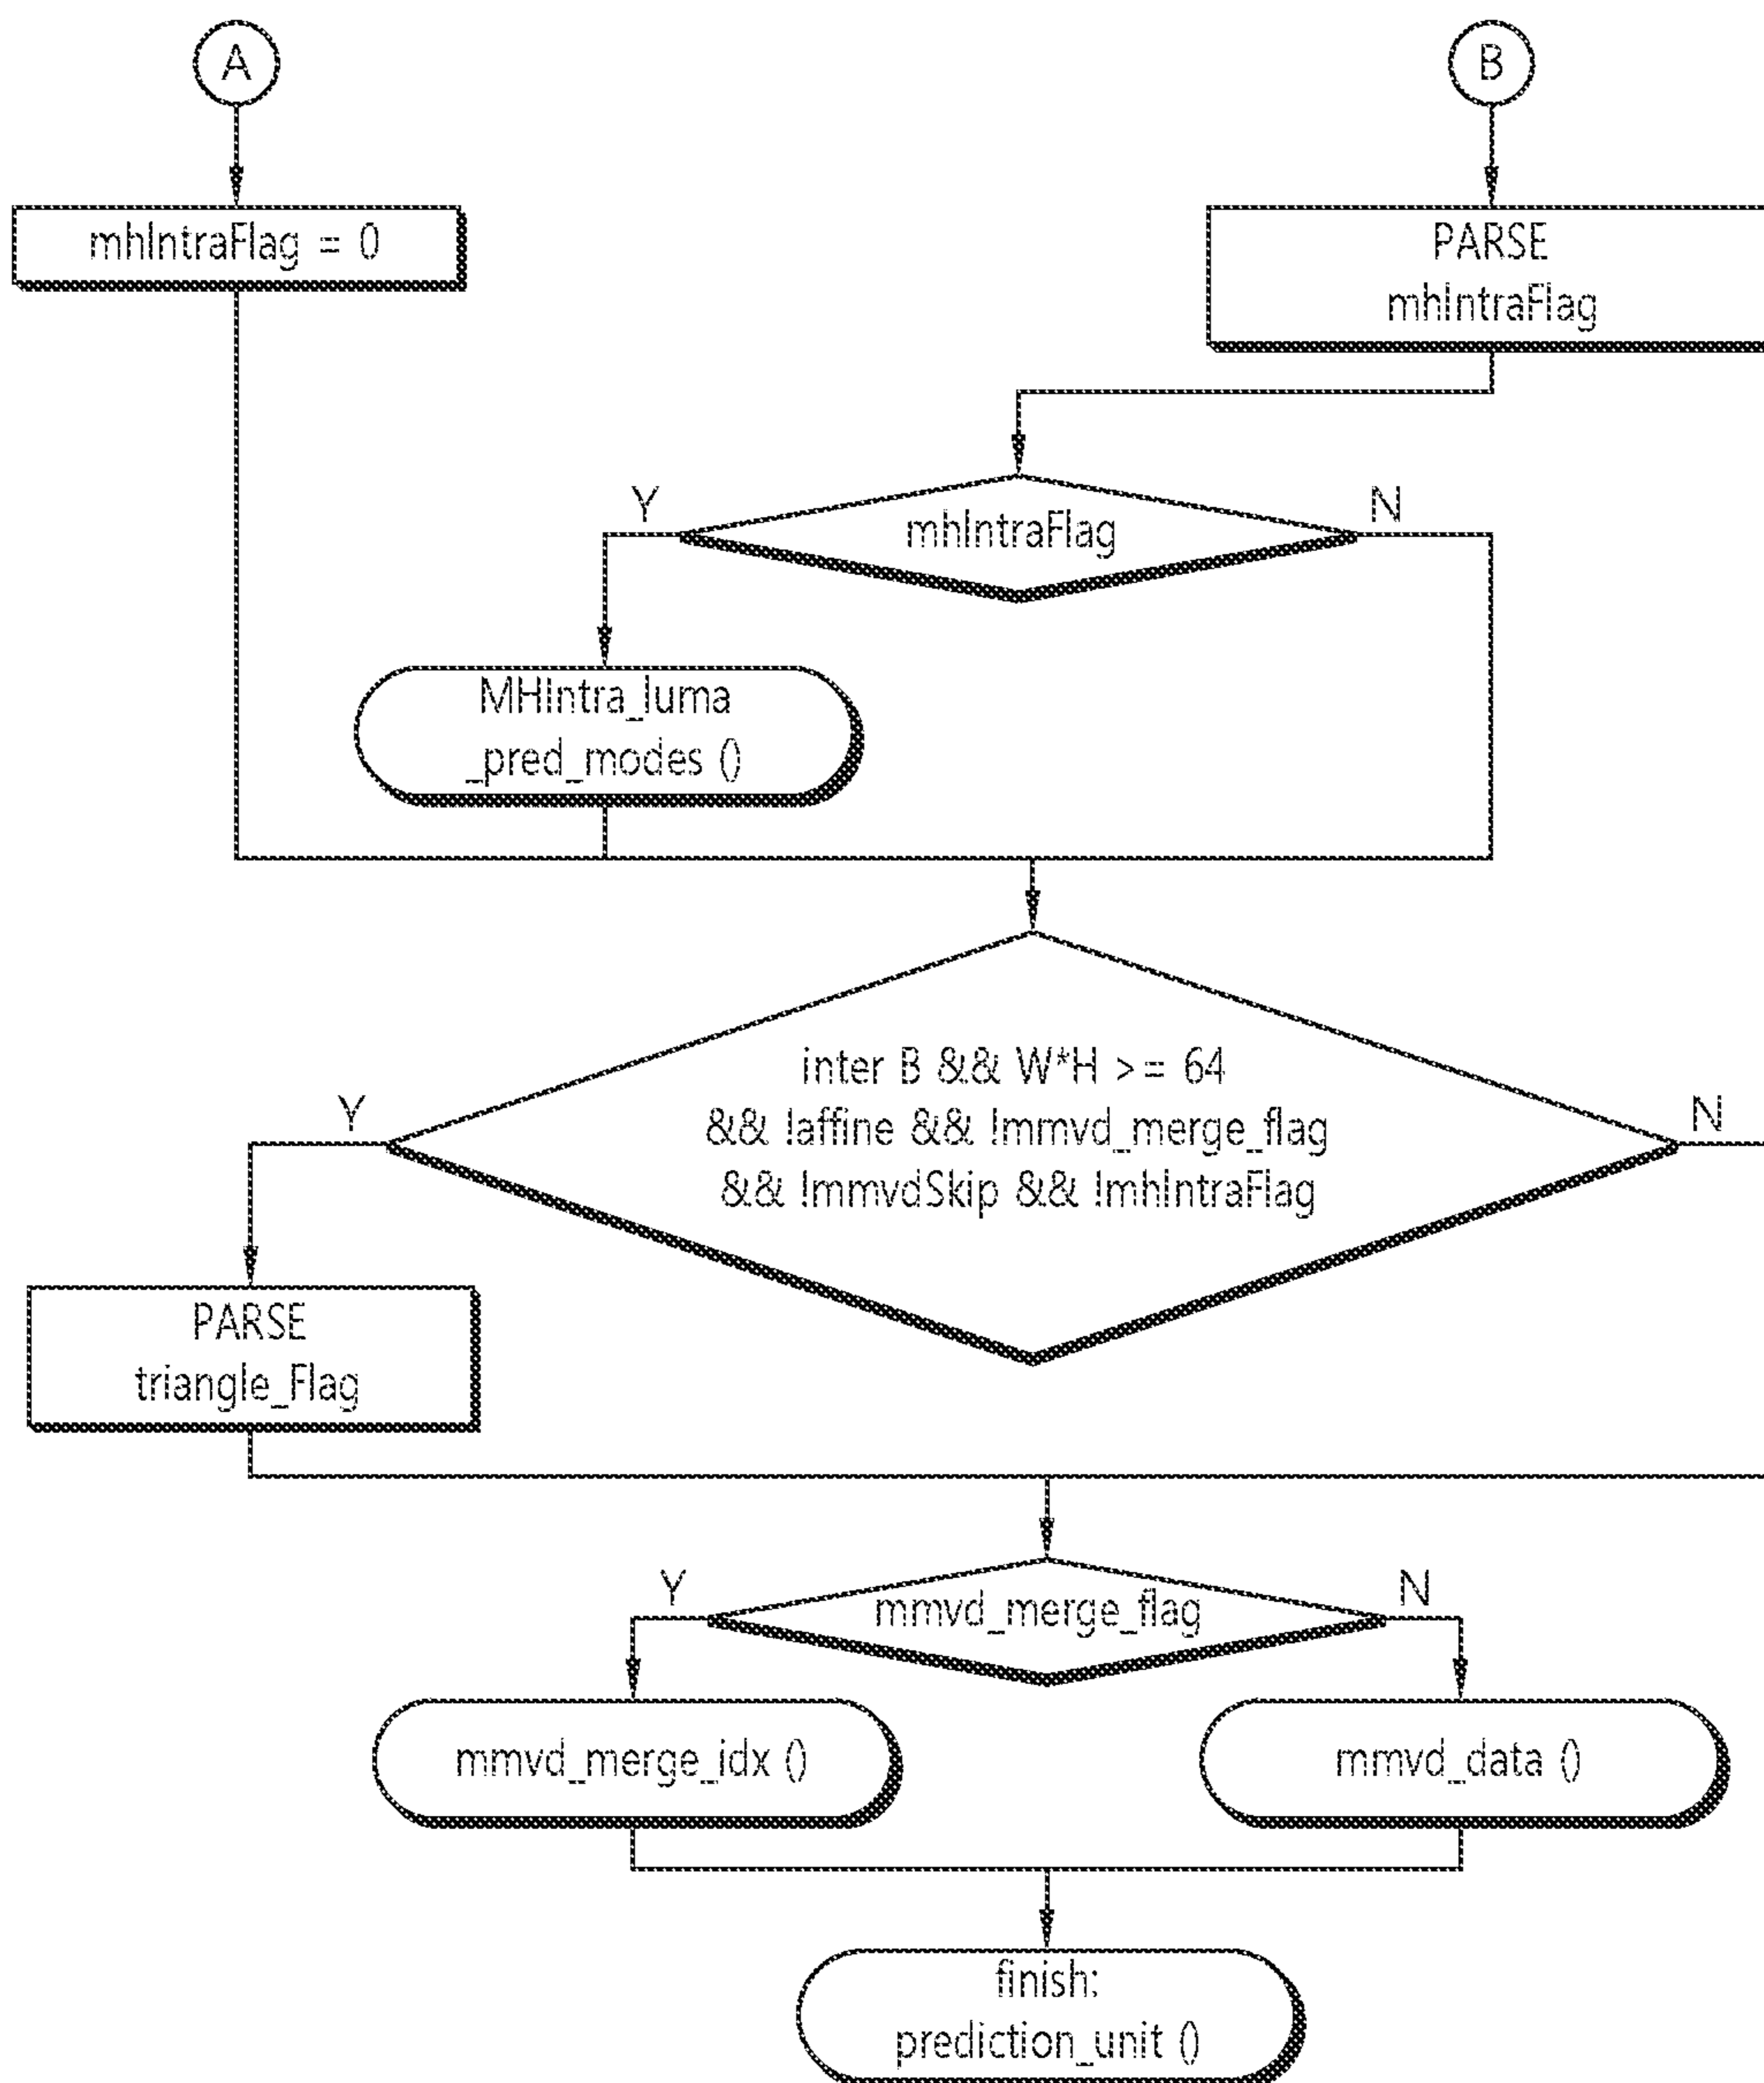 A
B
mhIntraFlag = 0
PARSE
mhIntraFlag
Y
mhIntraFlag
N
MHIntra_luma
_pred_modes ()
inter B && W*H >= 64
&& !affine && !mmvd_merge_flag
&& !mmvdSkip && !mhIntraFlag
Y
N
PARSE
triangle_Flag
Y
mmvd_merge_flag
N
mmvd_merge_idx ()
mmvd_data ()
finish:
prediction_unit ()